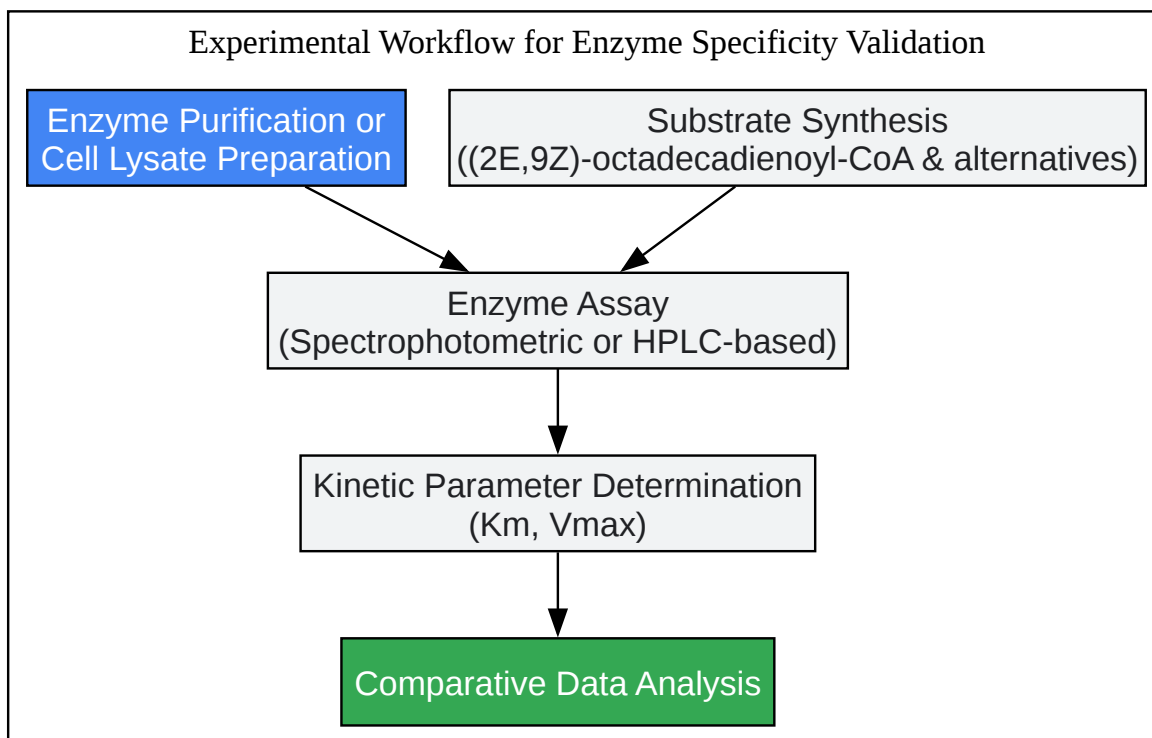 Experimental Workflow for Enzyme Specificity Validation
Enzyme Purification or
Cell Lysate Preparation
Substrate Synthesis
((2E,9Z)-octadecadienoyl-CoA & alternatives)
Enzyme Assay
(Spectrophotometric or HPLC-based)
Kinetic Parameter Determination
(Km, Vmax)
Comparative Data Analysis